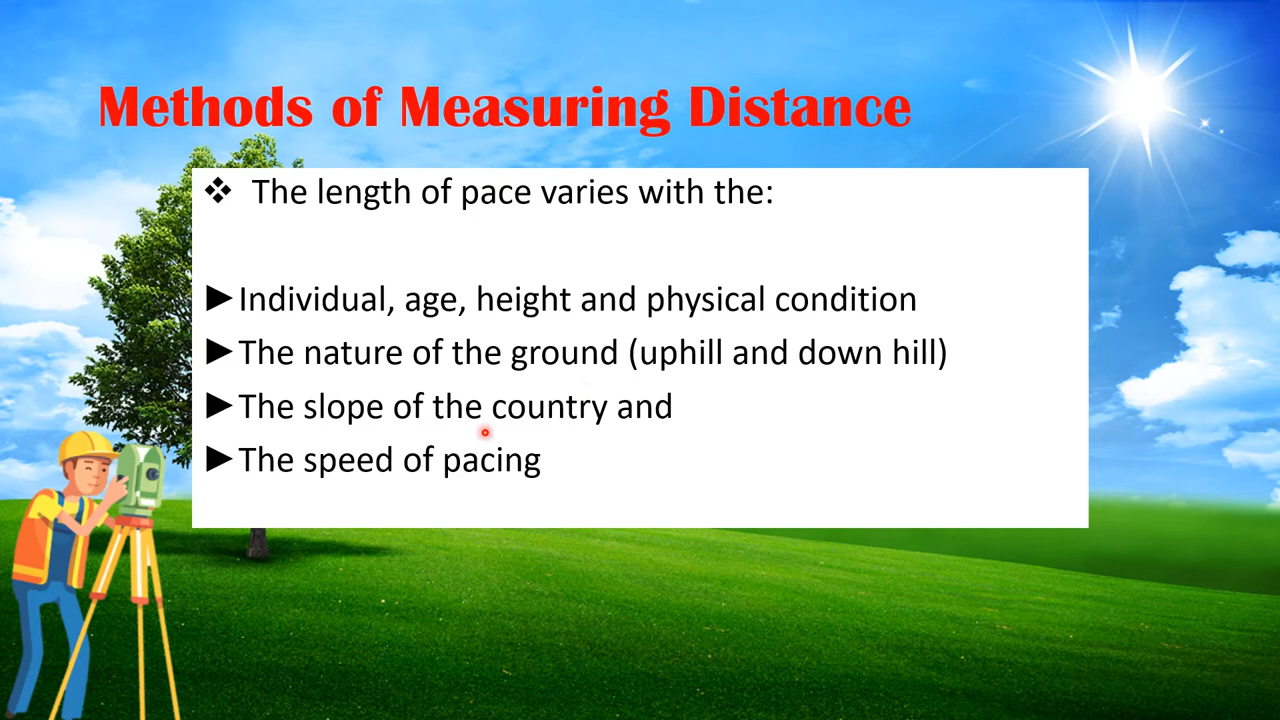 Methods of Measuring Distance
❖ The length of pace varies with the:
►Individual, age, height and physical condition
►The nature of the ground (uphill and down hill)
►The slope of the country and
►The speed of pacing